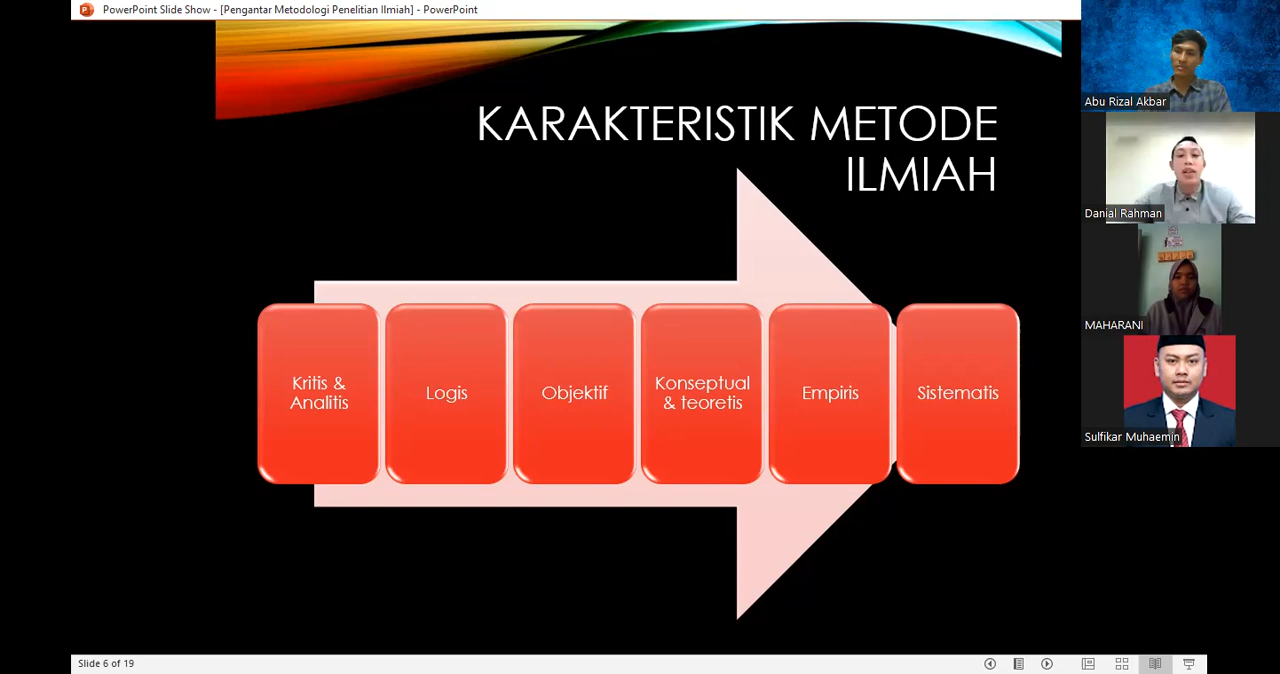 PowerPoint Slide Show - [Pengantar Metodologi Penelitian Ilmiah] - PowerPoint
KARAKTERISTIK METODE
ILMIAH
Kritis &
Analitis
Logis
Objektif
Konseptual
& teoretis
Empiris
Sistematis
Abu Rizal Akbar
Danial Rahman
MAHARANI
Sulfikar Muhaemin
Slide 6 of 19